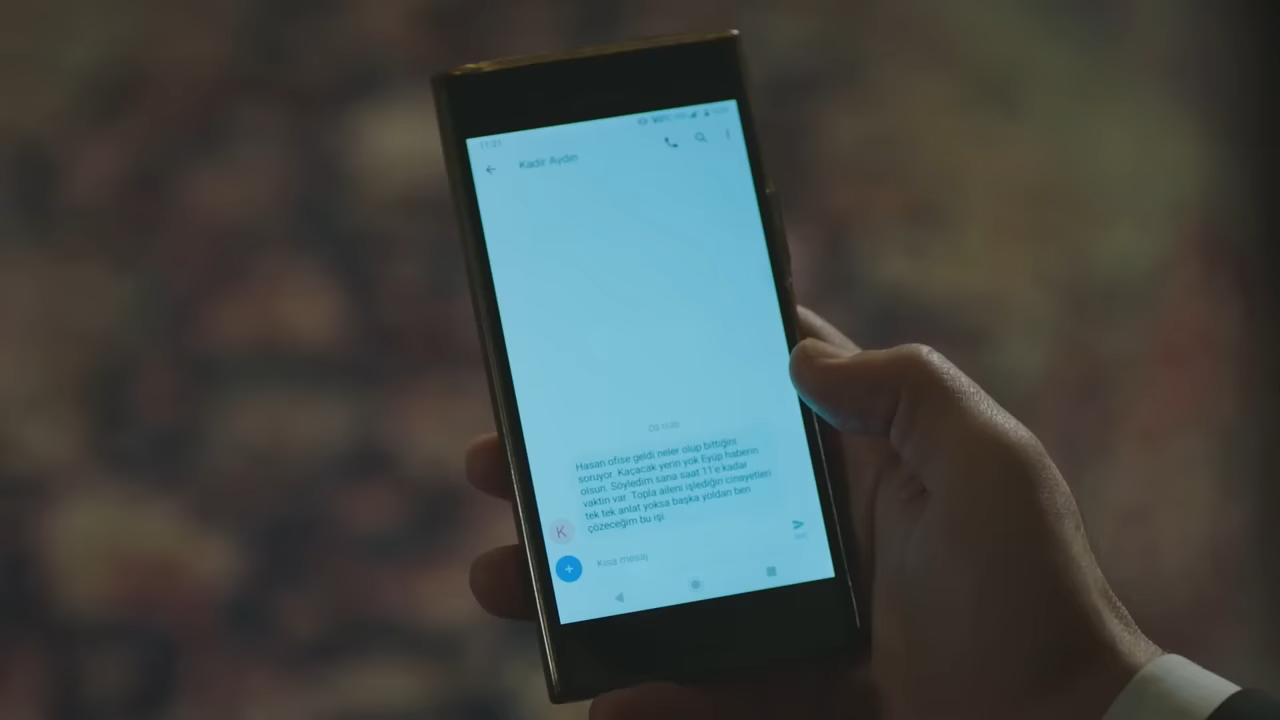 11:21
Kadir Aydın
Hasan ofise geldi neler olup bittiğini
soruyor. Kaçacak yerin yok Eyüp haberin
olsun. Söyledim sana saat 11'e kadar
vaktin var. Topla aileni işlediğin cinayetleri
tek tek anlat yoksa başka yoldan ben
çözeceğim bu işi.
K
Kısa mesaj